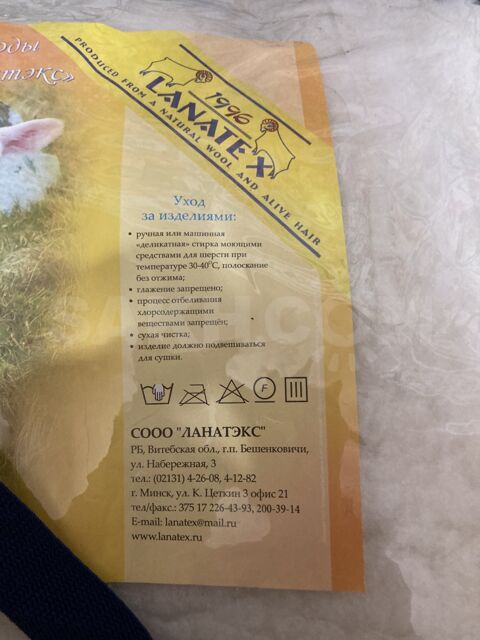 оды
тэкс»
1996
LANATEX
PRODUCED FROM A NATURAL WOOL AND ALIVE HAIR
Уход
за изделиями:
• ручная или машинная
«деликатная» стирка моющими
средствами для шерсти при
температуре 30-40°С, полоскание
без отжима;
• глажение запрещено;
• процесс отбеливания
хлорсодержащими
веществами запрещён;
• сухая чистка;
• изделие должно подвешиваться
для сушки.
F
СООО "ЛАНАТЭКС"
РБ, Витебская обл., г.п. Бешенковичи,
ул. Набережная, 3
тел.: (02131) 4-26-08, 4-12-82
г. Минск, ул. К. Цеткин 3 офис 21
тел/факс.: 375 17 226-43-93, 200-39-14
E-mail: lanatex@mail.ru
www.lanatex.ru